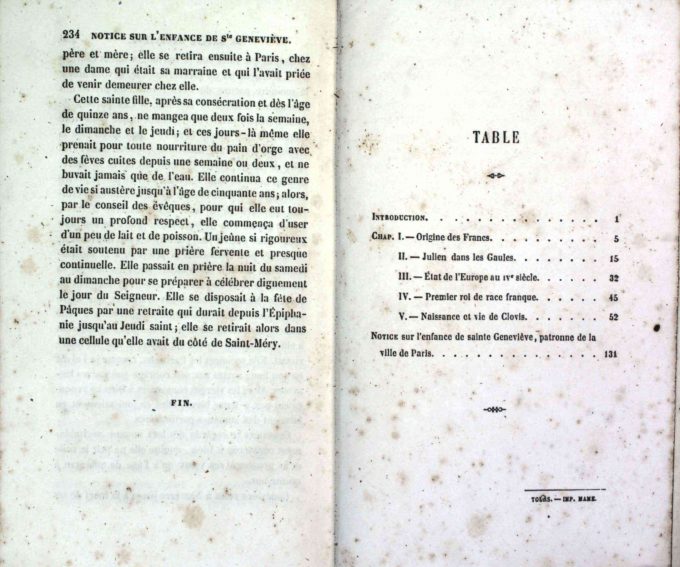 234 NOTICE SUR L'ENFANCE DE Ste GENEVIÈVE.
père et mère; elle se retira ensuite à Paris, chez
une dame qui était sa marraine et qui l'avait priée
de venir demeurer chez elle.
Cette sainte fille, après sa consécration et dès l'âge
de quinze ans, ne mangea que deux fois la semaine,
le dimanche et le jeudi; et ces jours-là même elle
prenait pour toute nourriture du pain d'orge avec
des fèves cuites depuis une semaine ou deux, et ne
buvait jamais que de l'eau. Elle continua ce genre
de vie si austère jusqu'à l'âge de cinquante ans; alors,
par le conseil des évêques, pour qui elle eut tou-
jours un profond respect, elle commença d'user
d'un peu de lait et de poisson. Un jeûne si rigoureux
était soutenu par une prière fervente et presque
continuelle. Elle passait en prière la nuit du samedi
au dimanche pour se préparer à célébrer dignement
le jour du Seigneur. Elle se disposait à la fête de
Pâques par une retraite qui durait depuis l'Épipha-
nie jusqu'au Jeudi saint; elle se retirait alors dans
une cellule qu'elle avait du côté de Saint-Méry.
FIN.
TABLE
INTRODUCTION. . . . . . . . . . . . . . 1
CHAP. I.— Origine des Francs. . . . . . . . . . 5
II.— Julien dans les Gaules. . . . . . . . . 15
III.— État de l'Europe au IVe siècle. . . . . . . 32
IV.— Premier roi de race franque. . . . . . . 45
V.— Naissance et vie de Clovis. . . . . . . . 52
NOTICE sur l'enfance de sainte Geneviève, patronne de la
ville de Paris. . . . . . . . . . . . . 131
TOURS.— IMP. MAME.